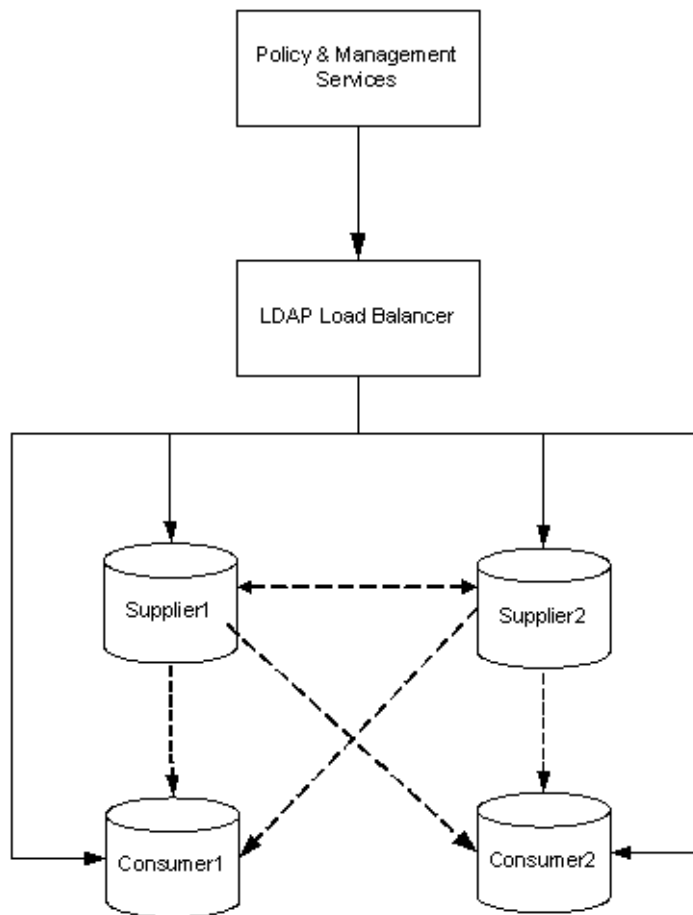 Policy & Management
Services
LDAP Load Balancer
Supplier1
Supplier2
Consumer1
Consumer2